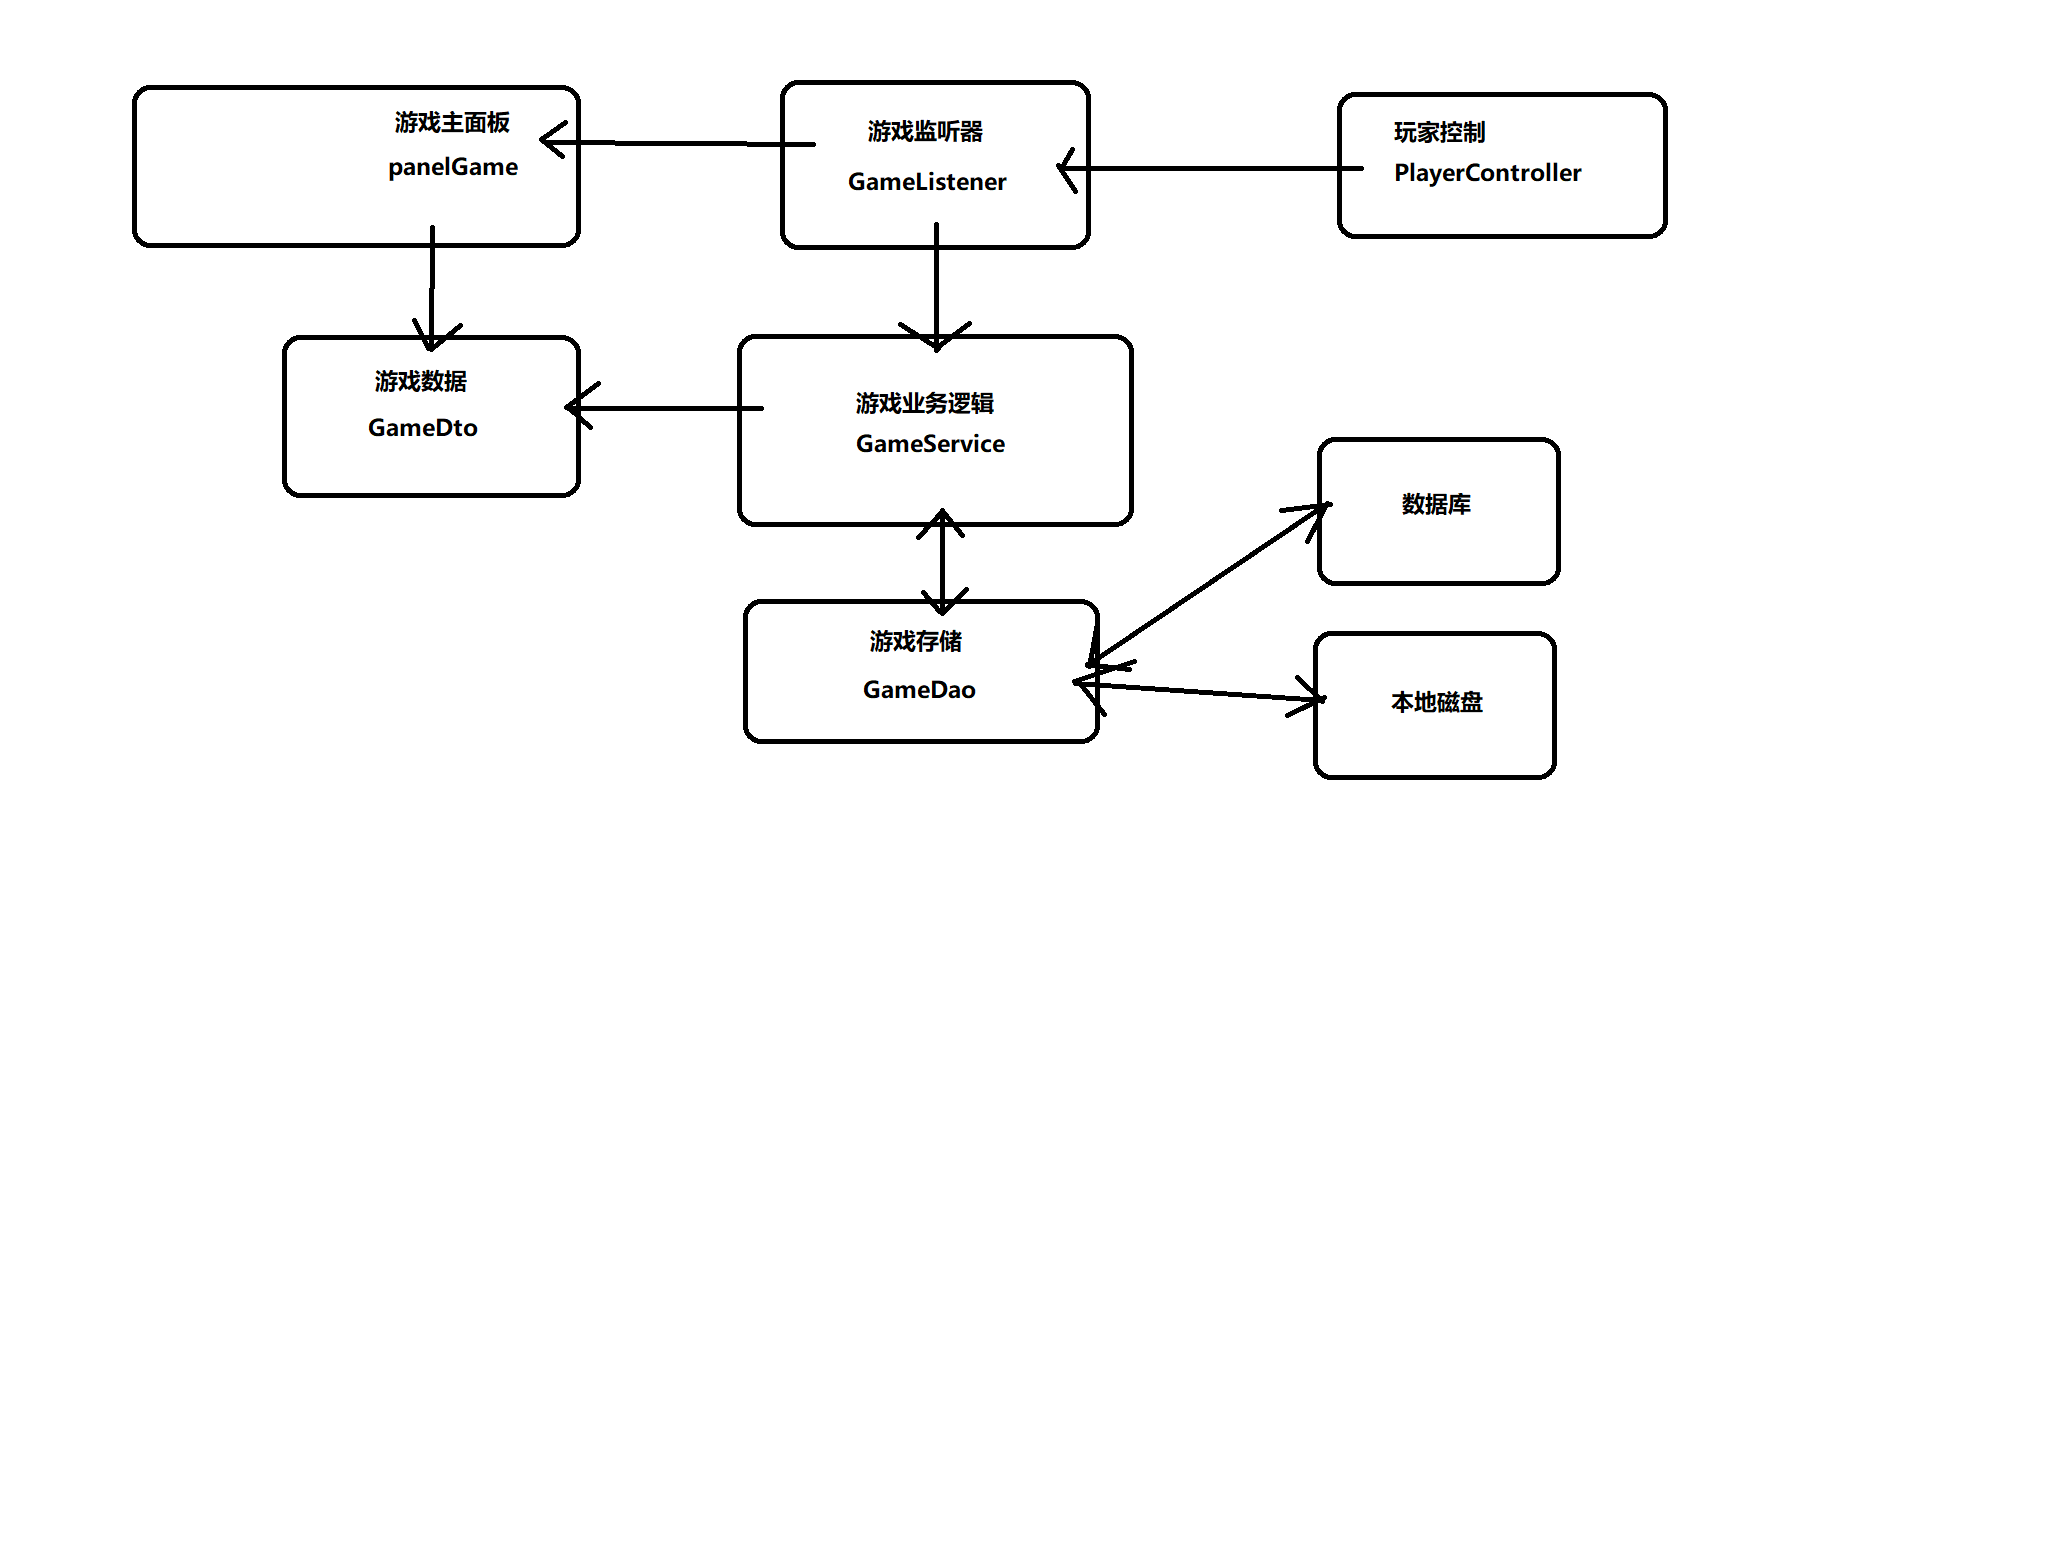 游戏主面板
panelGame
游戏监听器
GameListener
玩家控制
PlayerController
游戏数据
GameDto
游戏业务逻辑
GameService
数据库
游戏存储
GameDao
本地磁盘